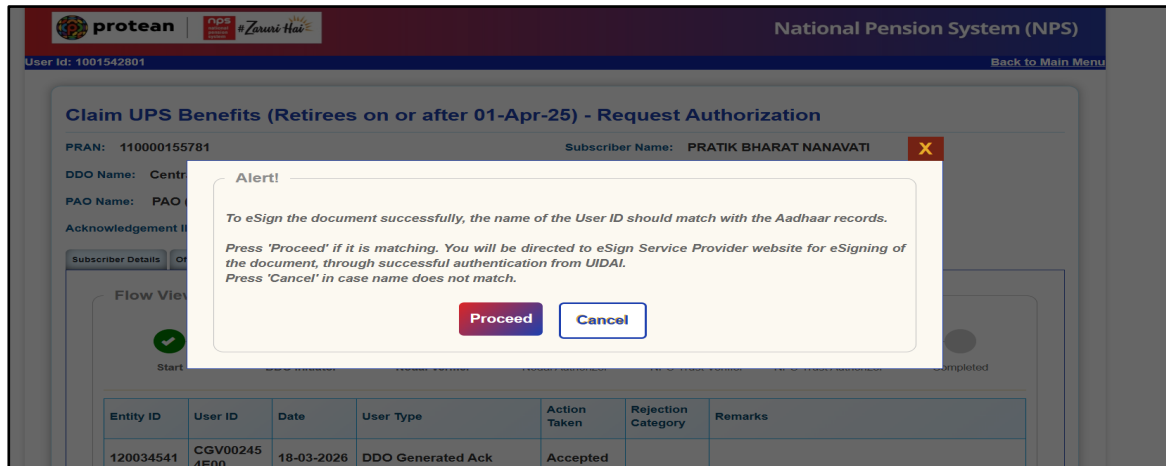 protean
nps #Zaruri Hai
National Pension System (NPS)
User Id: 1001542801
Back to Main Menu
Claim UPS Benefits (Retirees on or after 01-Apr-25) - Request Authorization
PRAN: 110000155781
Subscriber Name: PRATIK BHARAT NANAVATI
X
DDO Name: Centr
PAO Name: PAO
Acknowledgement
Subscriber Details
Alert!
To eSign the document successfully, the name of the User ID should match with the Aadhaar records.
Press 'Proceed' if it is matching. You will be directed to eSign Service Provider website for eSigning of
the document, through successful authentication from UIDAI.
Press 'Cancel' in case name does not match.
Proceed
Cancel
Flow View
Start
Completed
Entity ID User ID Date User Type Action Taken Rejection Category Remarks
120034541 CGV00245 18-03-2026 DDO Generated Ack Accepted
4E00